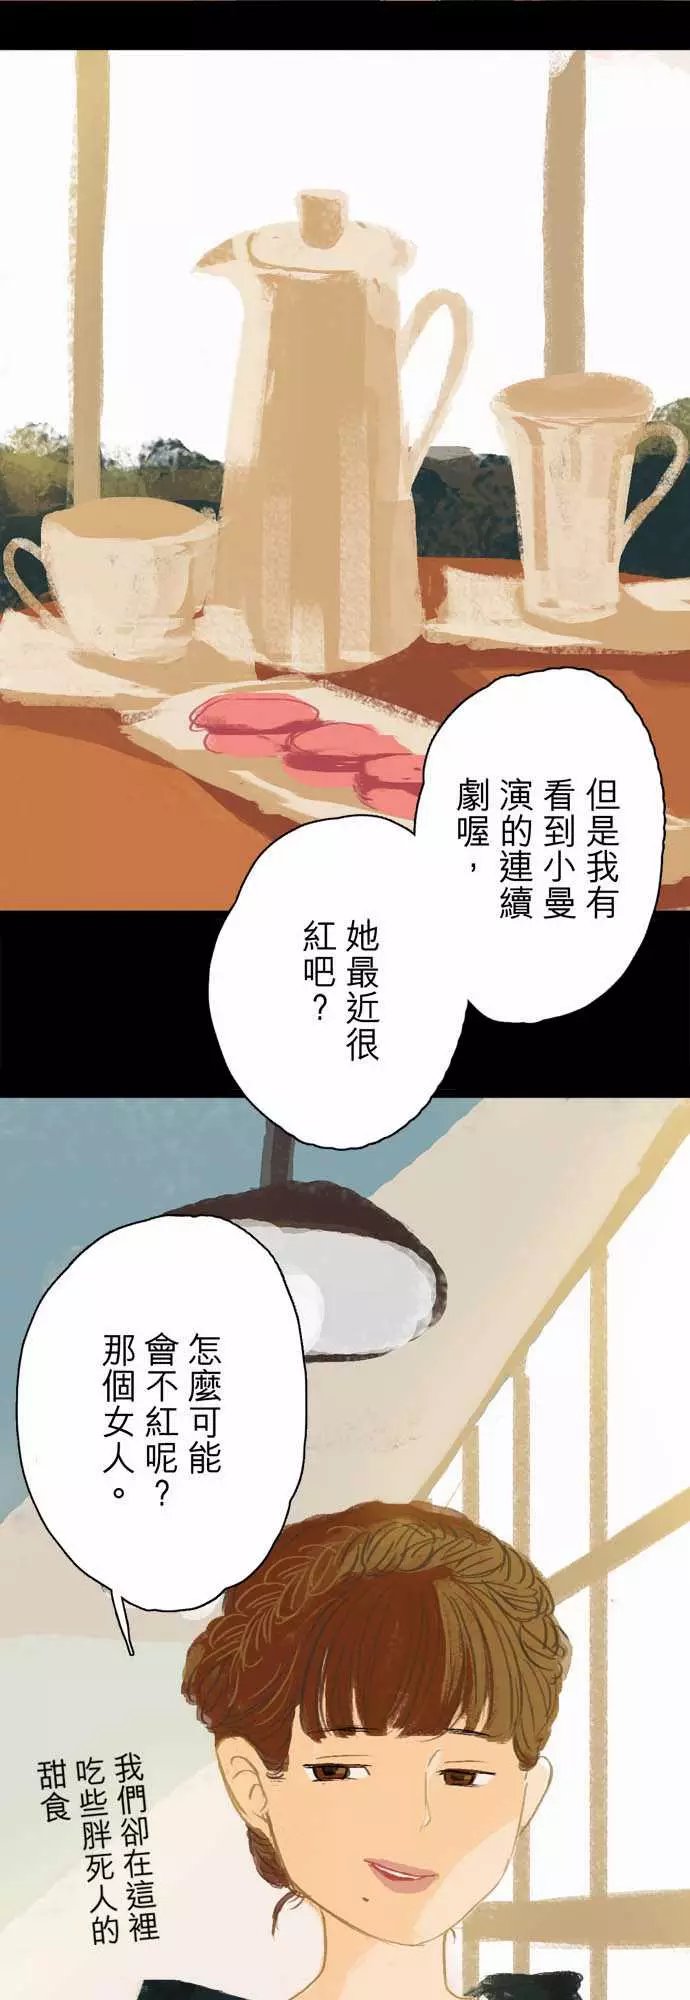 但是我有
看到小曼
演的連續
劇喔，
她最近很
紅吧？
怎麼可能
會不紅呢？
那個女人。
我們卻在這裡
吃些胖死人的
甜食